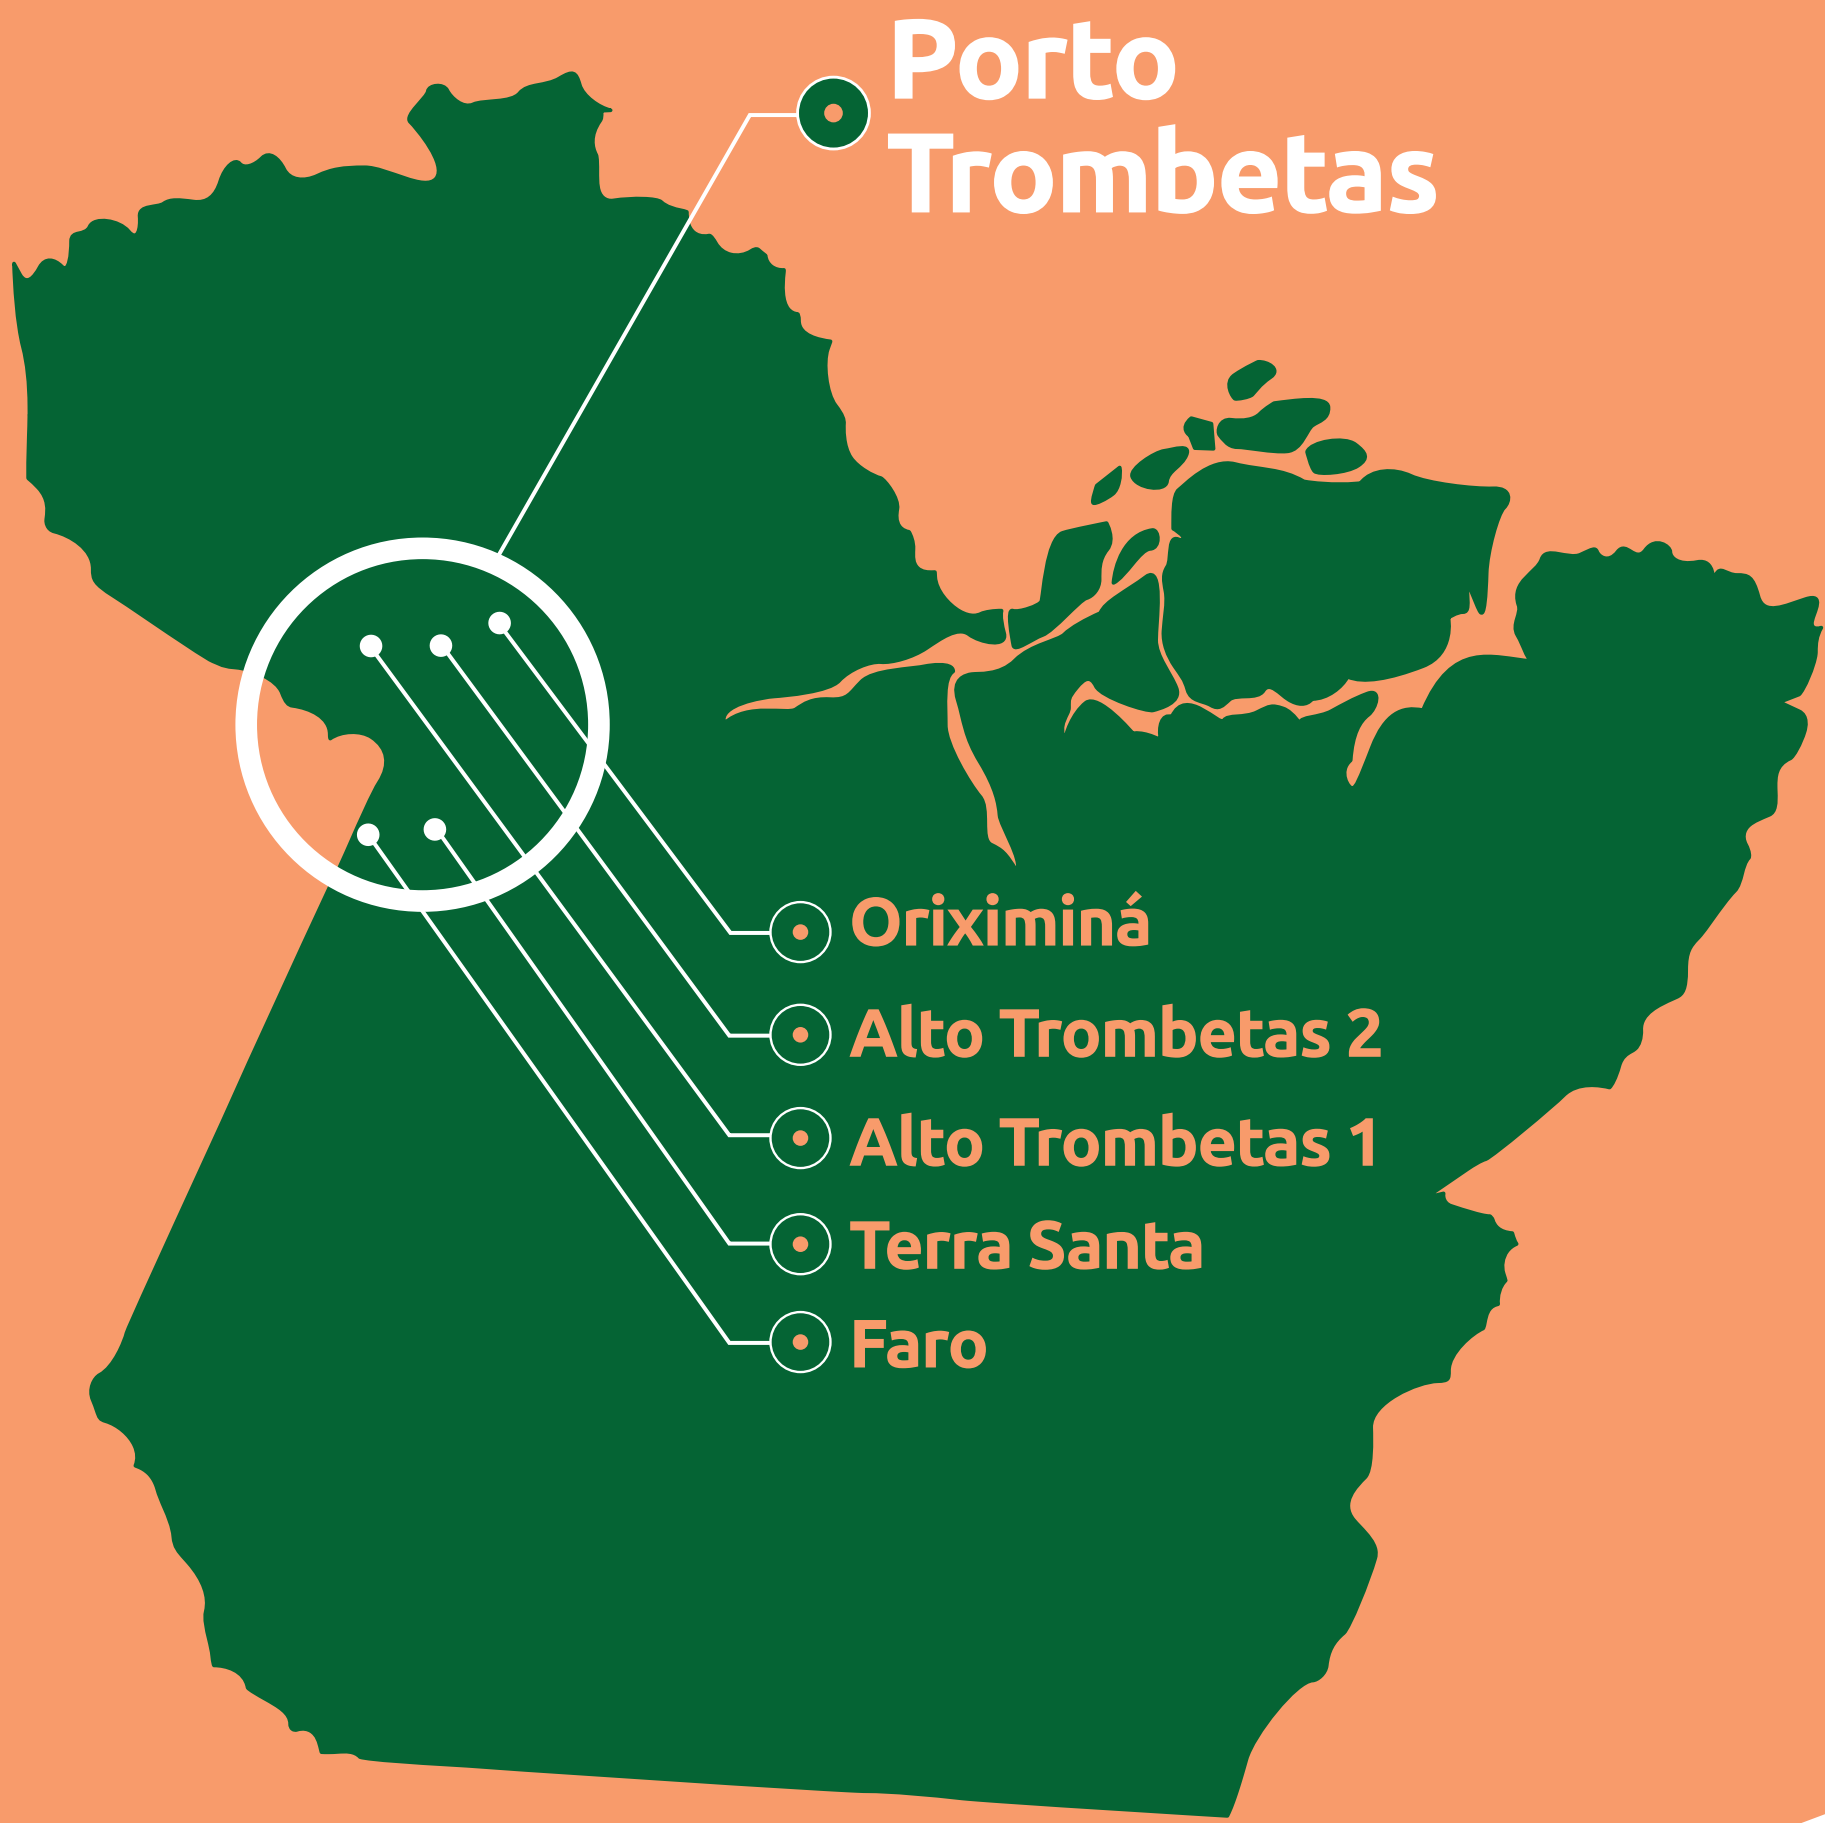 Porto
Trombetas
Oriximiná
Alto Trombetas 2
Alto Trombetas 1
Terra Santa
Faro